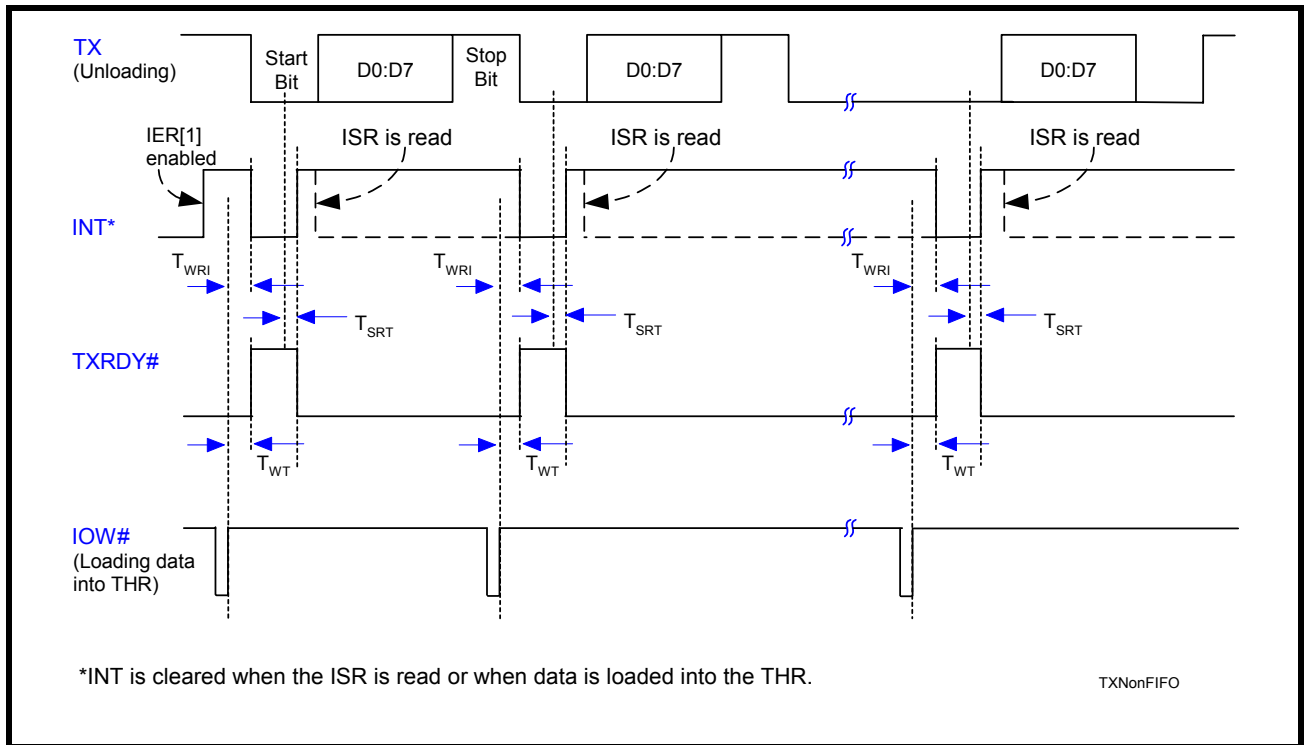 TX
(Unloading)
Start
Bit
D0:D7
Stop
Bit
D0:D7
D0:D7
IER[1]
enabled
ISR is read
ISR is read
ISR is read
INT*
TWRI
TWRI
TWRI
TSRT
TSRT
TSRT
TXRDY#
TWT
TWT
TWT
IOW#
(Loading data
into THR)
*INT is cleared when the ISR is read or when data is loaded into the THR.
TXNonFIFO